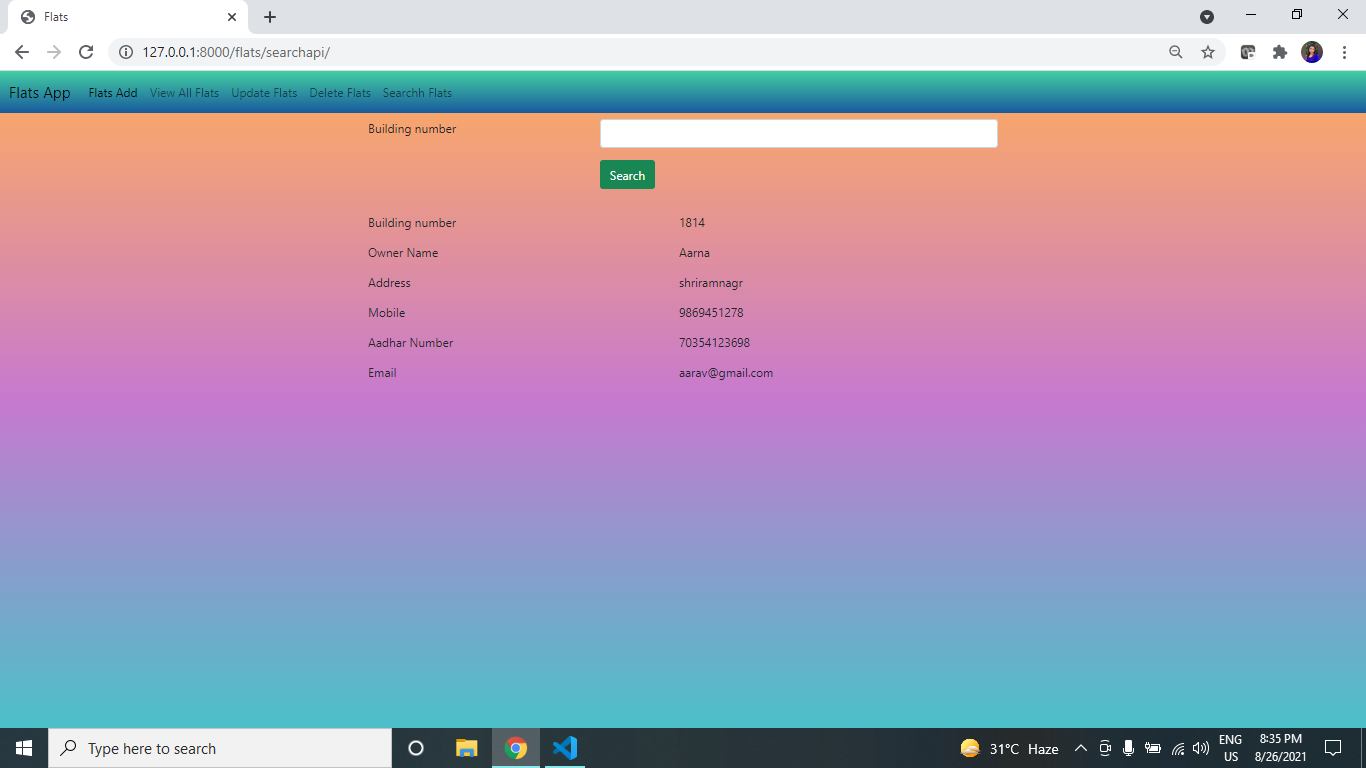 Flats
127.0.0.1:8000/flats/searchapi/
Flats App Flats Add View All Flats Update Flats Delete Flats Searchh Flats
Building number
Search
Building number 1814
Owner Name Aarna
Address shriramnagr
Mobile 9869451278
Aadhar Number 70354123698
Email aarav@gmail.com
Type here to search
31°C Haze
ENG
US
8:35 PM
8/26/2021